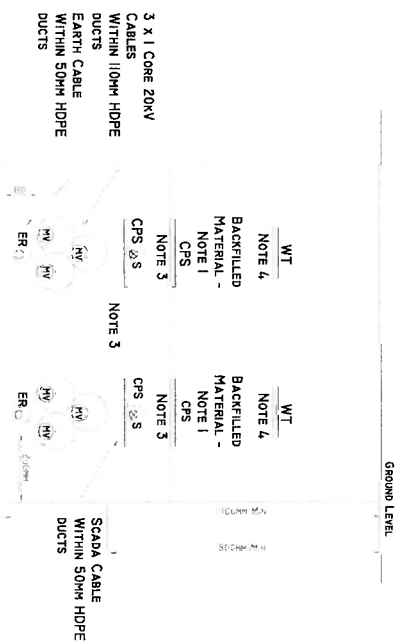 GROUND LEVEL
WT
NOTE 4
BACKFILLED
MATERIAL -
NOTE 1
CPS
NOTE 3
CPS S
MV
MV
MV
ER
NOTE 3
WT
NOTE 4
BACKFILLED
MATERIAL -
NOTE 1
CPS
NOTE 3
CPS S
MV
MV
MV
ER
3 x 1 CORE 20KV
CABLES
WITHIN 110MM HDPE
DUCTS
EARTH CABLE
WITHIN 50MM HDPE
DUCTS
SCADA CABLE
WITHIN 50MM HDPE
DUCTS